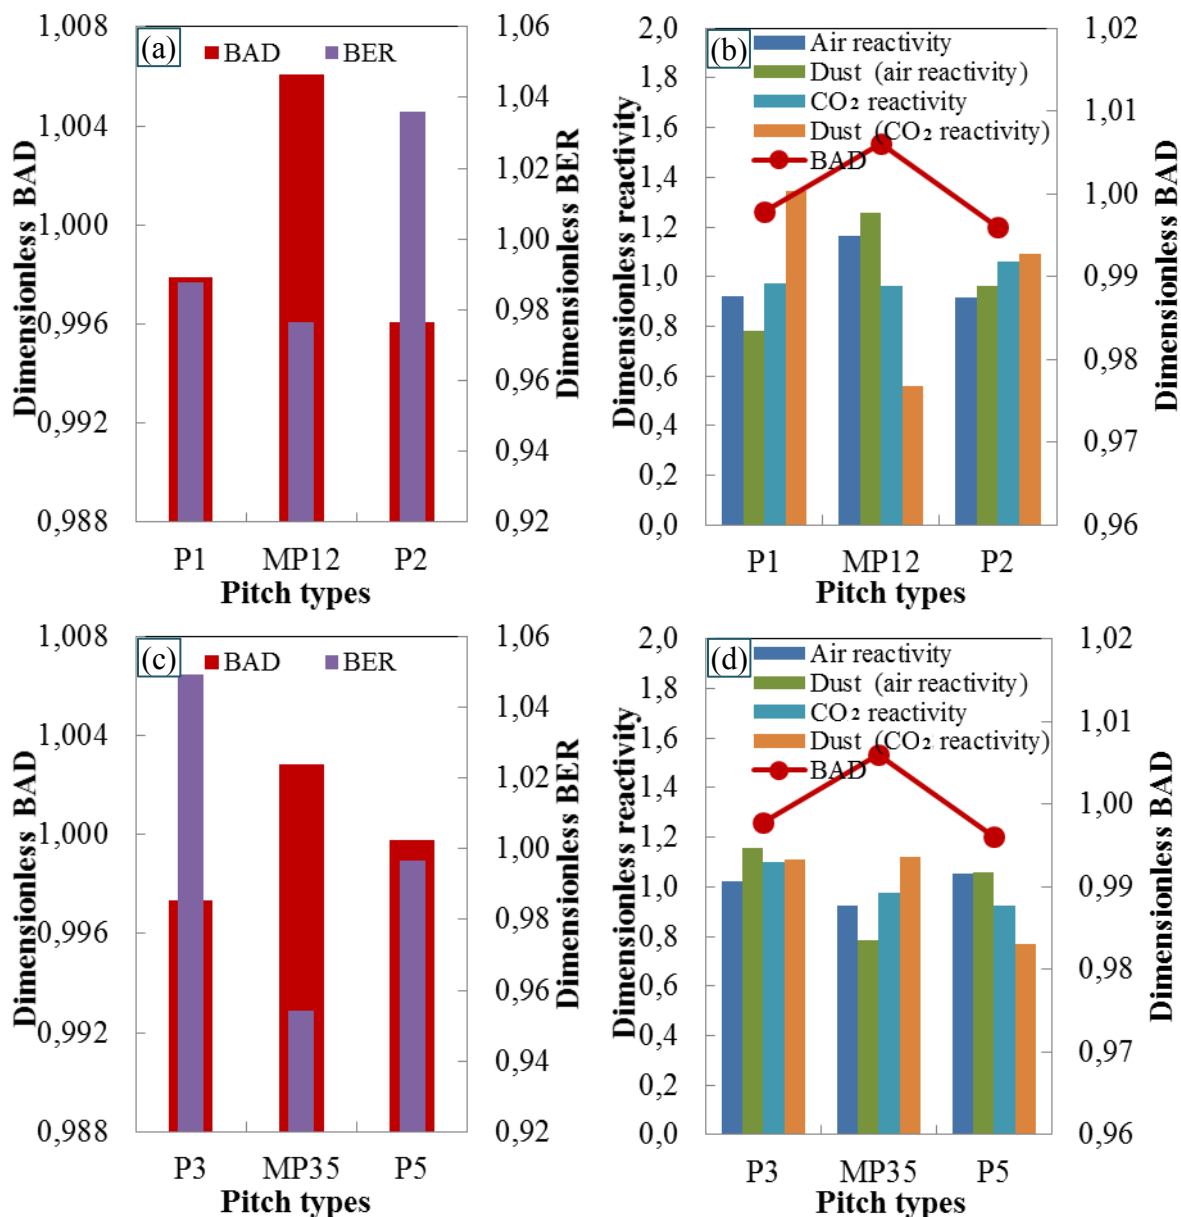 (a)
BAD
BER
Dimensionless BAD
1,008
1,004
1,000
0,996
0,992
0,988
Dimensionless BER
1,06
1,04
1,02
1,00
0,98
0,96
0,94
0,92
P1
MP12
P2
Pitch types
(b)
Air reactivity
Dust (air reactivity)
CO₂ reactivity
Dust (CO₂ reactivity)
BAD
Dimensionless reactivity
2,0
1,8
1,6
1,4
1,2
1,0
0,8
0,6
0,4
0,2
0,0
Dimensionless BAD
1,02
1,01
1,00
0,99
0,98
0,97
0,96
P1
MP12
P2
Pitch types
(c)
BAD
BER
Dimensionless BAD
1,008
1,004
1,000
0,996
0,992
0,988
Dimensionless BER
1,06
1,04
1,02
1,00
0,98
0,96
0,94
0,92
P3
MP35
P5
Pitch types
(d)
Air reactivity
Dust (air reactivity)
CO₂ reactivity
Dust (CO₂ reactivity)
BAD
Dimensionless reactivity
2,0
1,8
1,6
1,4
1,2
1,0
0,8
0,6
0,4
0,2
0,0
Dimensionless BAD
1,02
1,01
1,00
0,99
0,98
0,97
0,96
P3
MP35
P5
Pitch types